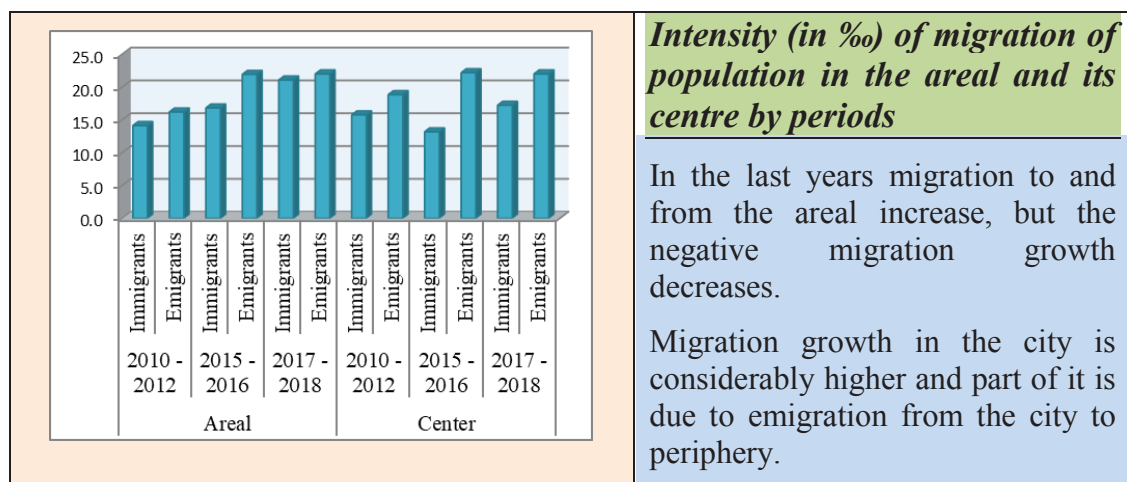 25.0
20.0
15.0
10.0
5.0
0.0
Immigrants
Emigrants
Immigrants
Emigrants
Immigrants
Emigrants
Immigrants
Emigrants
Immigrants
Emigrants
Immigrants
Emigrants
2010 - 2015 - 2017 - 2010 - 2015 - 2017 -
2012 2016 2018 2012 2016 2018
Areal Center
Intensity (in ‰) of migration of
population in the areal and its
centre by periods
In the last years migration to and
from the areal increase, but the
negative migration growth
decreases.
Migration growth in the city is
considerably higher and part of it is
due to emigration from the city to
periphery.